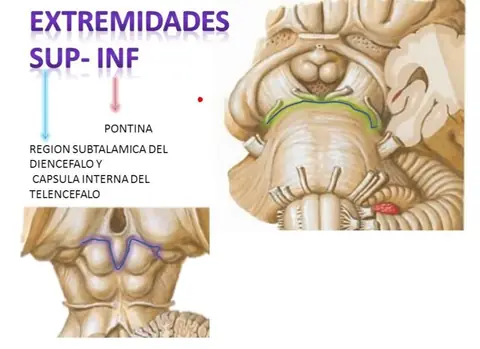 EXTREMIDADES
SUP- INF
PONTINA
REGION SUBTALAMICA DEL
DIENCEFALO Y
CAPSULA INTERNA DEL
TELENCEFALO